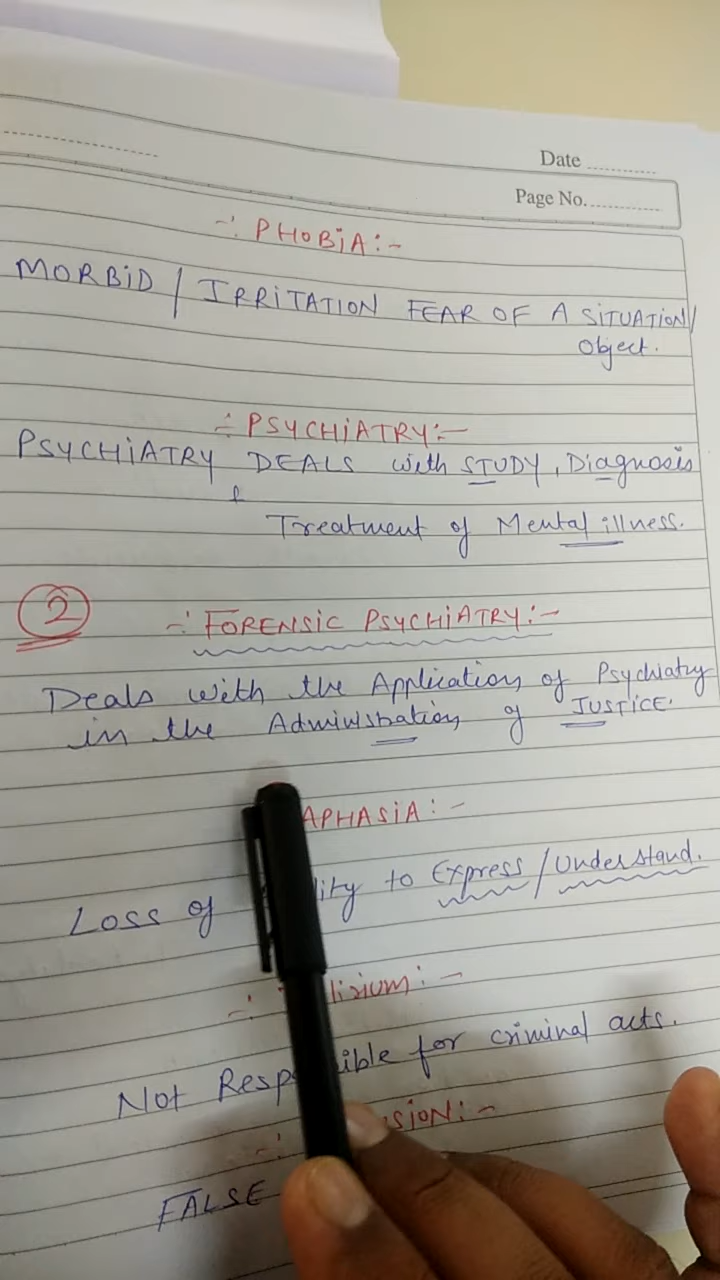 Date ............
Page No. ...............
-: PHOBIA:-
MORBID / IRRITATION FEAR OF A SITUATION/
Object.
-: PSYCHIATRY:-
PSYCHIATRY DEALS with STUDY, Diagnosis
&
Treatment of Mental illness.
2 -: FORENSIC PSYCHIATRY:-
Deals with the Application of Psychiatry
in the Administration of JUSTICE.
APHASIA:-
Loss of lity to Express / Understand.
-: lirium:-
Not Resp ible for criminal acts.
-: SION:-
FALSE